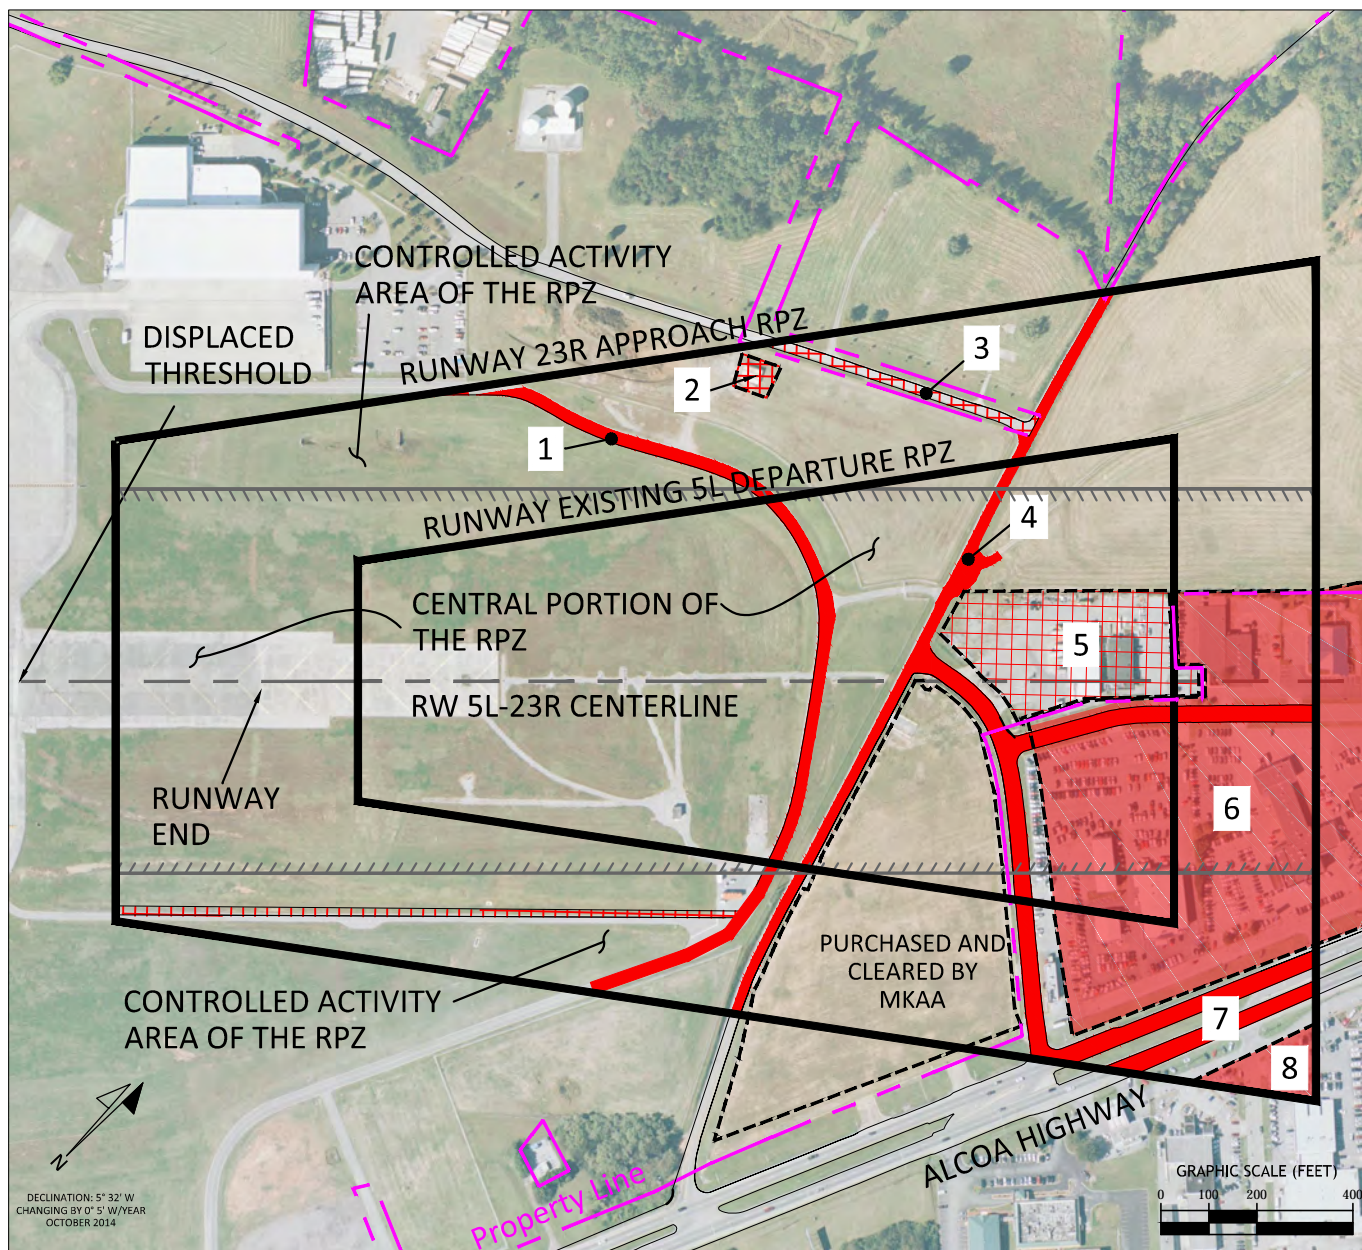 CONTROLLED ACTIVITY
AREA OF THE RPZ
DISPLACED
THRESHOLD
RUNWAY 23R APPROACH RPZ
3
2
1
RUNWAY EXISTING 5L DEPARTURE RPZ
4
CENTRAL PORTION OF
THE RPZ
5
RW 5L-23R CENTERLINE
RUNWAY
END
6
PURCHASED AND
CLEARED BY
MKAA
CONTROLLED ACTIVITY
AREA OF THE RPZ
7
8
ALCOA HIGHWAY
Property Line
N
DECLINATION: 5° 32' W
CHANGING BY 0° 5' W/YEAR
OCTOBER 2014
GRAPHIC SCALE (FEET)
0 100 200 400